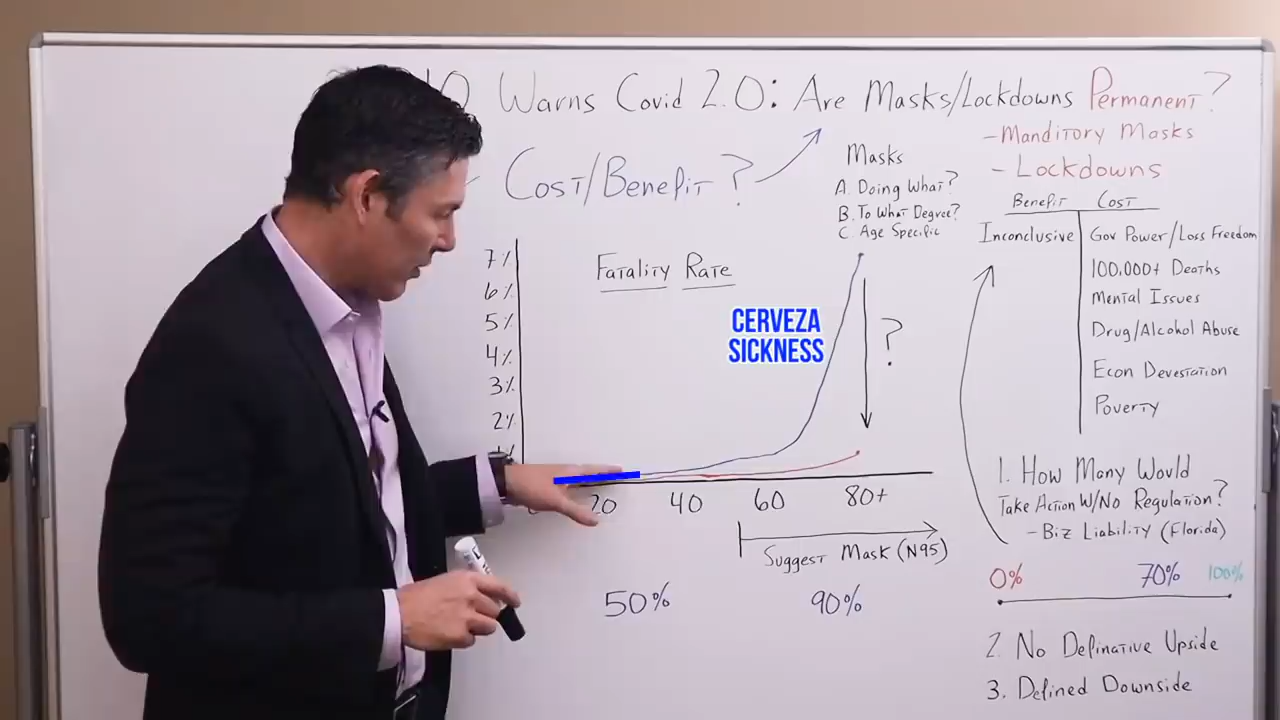 Warns Covid 2.0: Are Masks/Lockdowns Permanent?
- Manditory Masks
- Lockdowns
Cost/Benefit?
Masks
A. Doing What?
B. To What Degree?
C. Age Specific
Benefit Cost
Inconclusive
Gov Power/Loss Freedom
100,000+ Deaths
Mental Issues
Drug/Alcohol Abuse
Econ Devestation
Poverty
Fatality Rate
7%
6%
5%
4%
3%
2%
CERVEZA
SICKNESS
?
20 40 60 80+
Suggest Mask (N95)
50% 90%
1. How Many Would
Take Action W/No Regulation?
- Biz Liability (Florida)
0% 70% 100%
2. No Definative Upside
3. Defined Downside